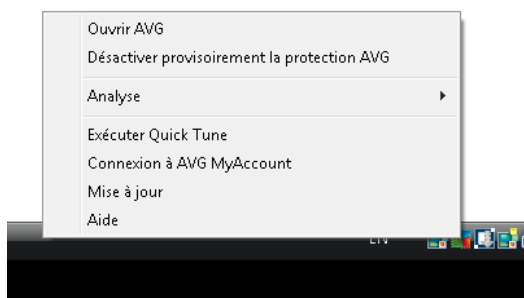 Ouvrir AVG
Désactiver provisoirement la protection AVG
Analyse
Exécuter Quick Tune
Connexion à AVG MyAccount
Mise à jour
Aide